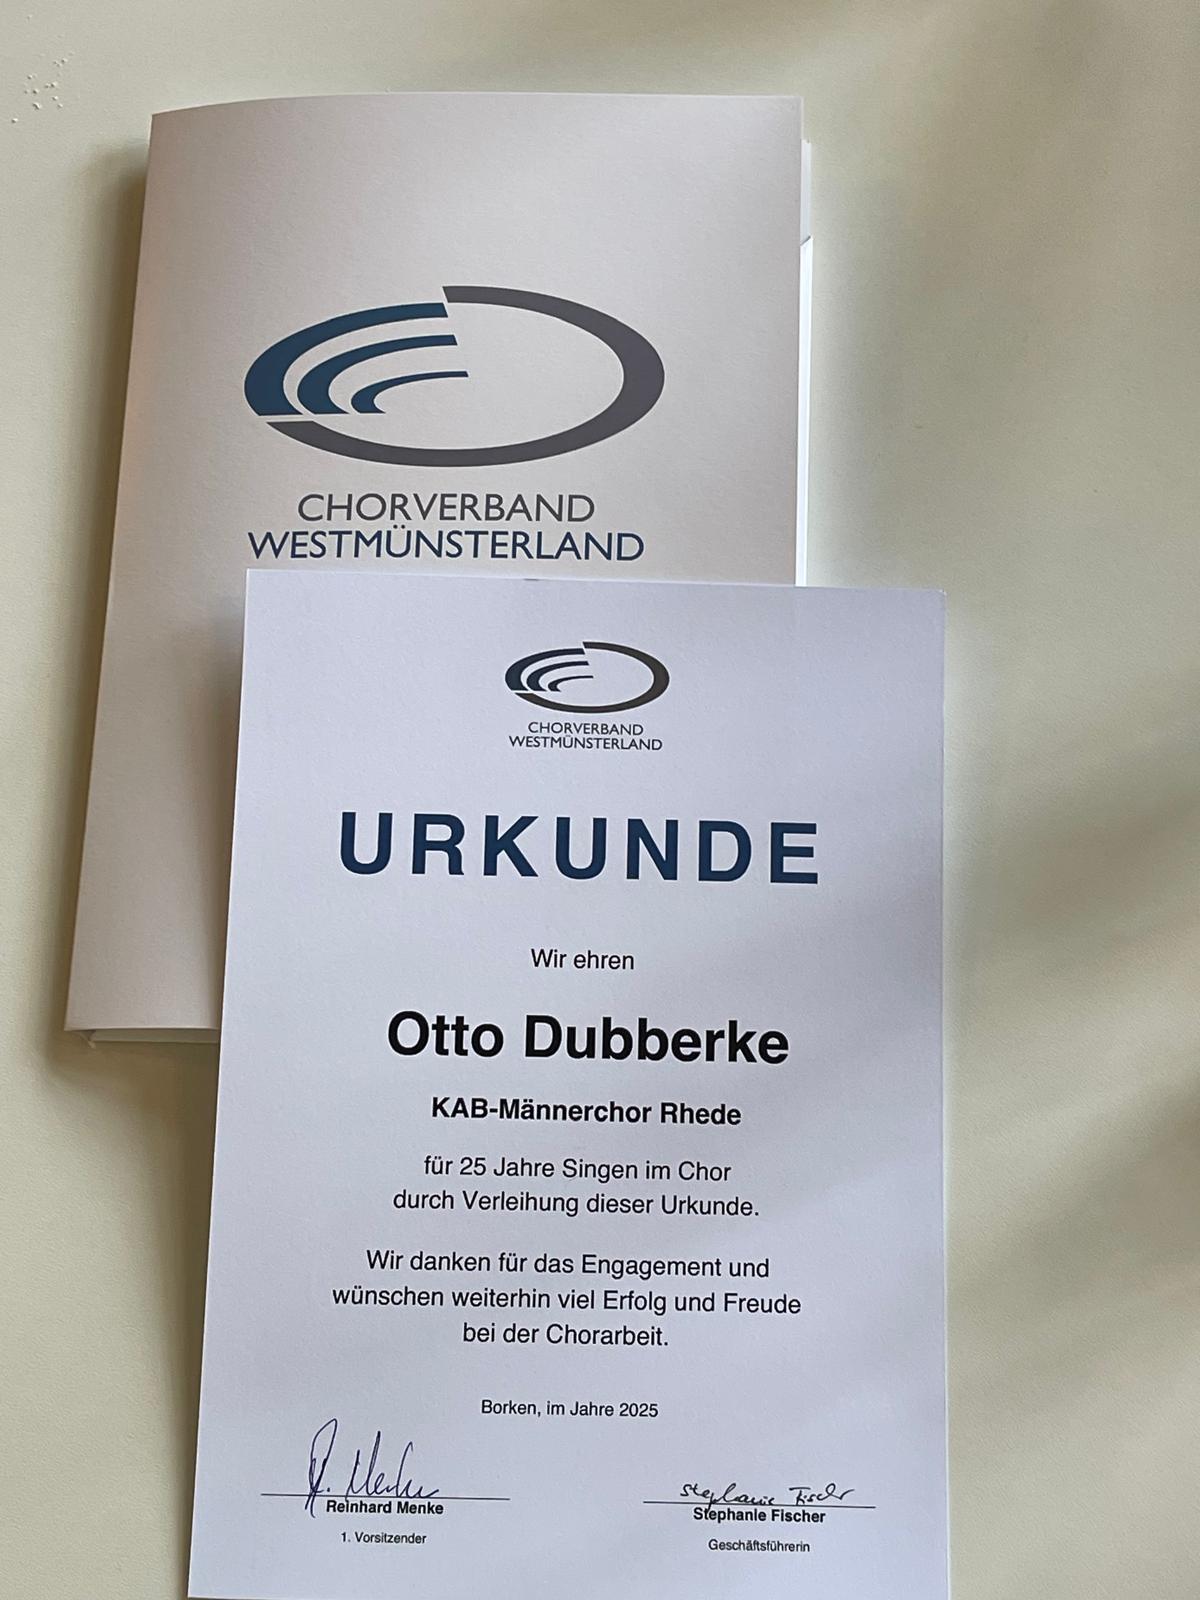 CHORVERBAND
WESTMÜNSTERLAND
CHORVERBAND
WESTMÜNSTERLAND
URKUNDE
Wir ehren
Otto Dubberke
KAB-Männerchor Rhede
für 25 Jahre Singen im Chor
durch Verleihung dieser Urkunde.
Wir danken für das Engagement und
wünschen weiterhin viel Erfolg und Freude
bei der Chorarbeit.
Borken, im Jahre 2025
R. Menke
Stephanie Fischer
Reinhard Menke
Stephanie Fischer
1. Vorsitzender
Geschäftsführerin